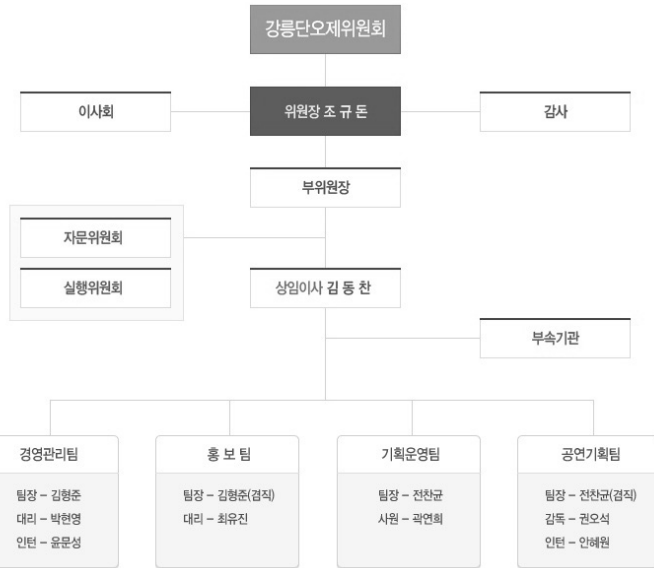 강릉단오제위원회
이사회
위원장 조 규 돈
감사
부위원장
자문위원회
실행위원회
상임이사 김 동 찬
부속기관
경영관리팀
팀장 – 김형준
대리 – 박현영
인턴 – 윤문성
홍 보 팀
팀장 – 김형준(겸직)
대리 – 최유진
기획운영팀
팀장 – 전찬균
사원 – 곽연희
공연기획팀
팀장 – 전찬균(겸직)
감독 – 권오석
인턴 – 안혜원